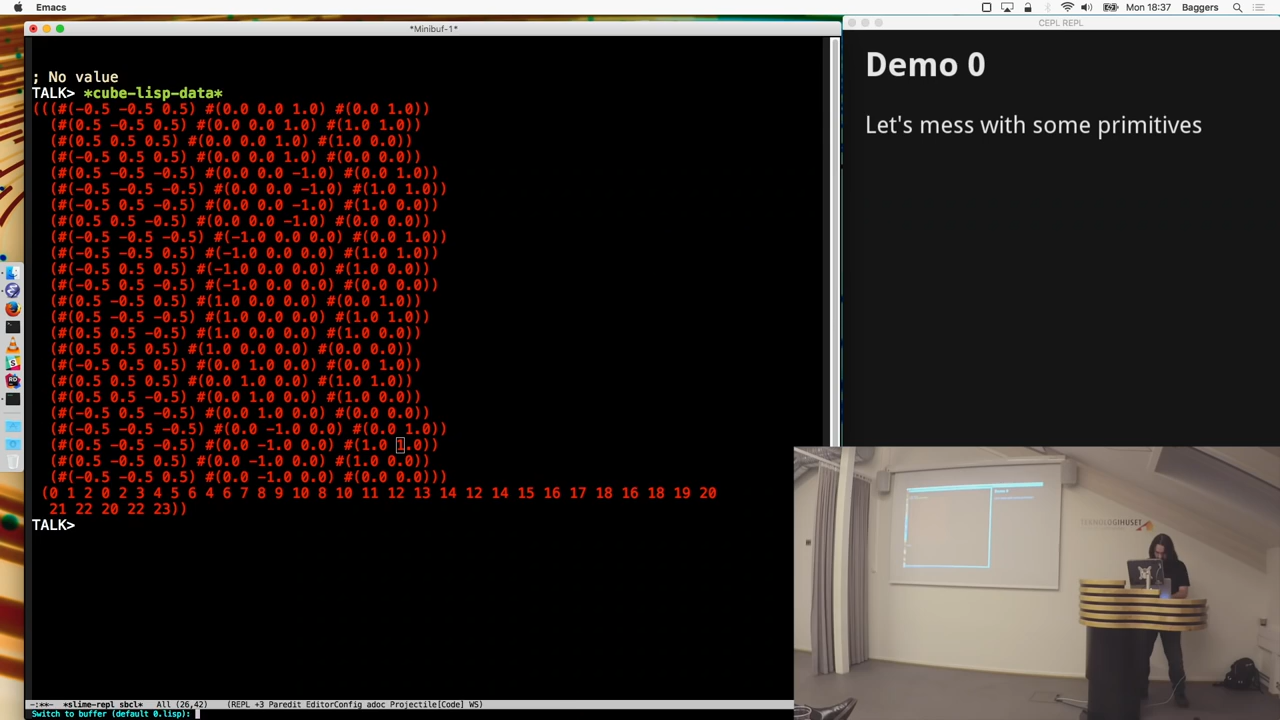 Emacs
Mon 18:37
Baggers
*Minibuf-1*
CEPL REPL
; No value
TALK> *cube-lisp-data*
(((#(-0.5 -0.5 0.5) #(0.0 0.0 1.0) #(0.0 1.0))
(#(0.5 -0.5 0.5) #(0.0 0.0 1.0) #(1.0 1.0))
(#(0.5 0.5 0.5) #(0.0 0.0 1.0) #(1.0 0.0))
(#(-0.5 0.5 0.5) #(0.0 0.0 1.0) #(0.0 0.0))
(#(0.5 -0.5 -0.5) #(0.0 0.0 -1.0) #(0.0 1.0))
(#(-0.5 -0.5 -0.5) #(0.0 0.0 -1.0) #(1.0 1.0))
(#(-0.5 0.5 -0.5) #(0.0 0.0 -1.0) #(1.0 0.0))
(#(0.5 0.5 -0.5) #(0.0 0.0 -1.0) #(0.0 0.0))
(#(-0.5 -0.5 -0.5) #(-1.0 0.0 0.0) #(0.0 1.0))
(#(-0.5 -0.5 0.5) #(-1.0 0.0 0.0) #(1.0 1.0))
(#(-0.5 0.5 0.5) #(-1.0 0.0 0.0) #(1.0 0.0))
(#(-0.5 0.5 -0.5) #(-1.0 0.0 0.0) #(0.0 0.0))
(#(0.5 -0.5 0.5) #(1.0 0.0 0.0) #(0.0 1.0))
(#(0.5 -0.5 -0.5) #(1.0 0.0 0.0) #(1.0 1.0))
(#(0.5 0.5 -0.5) #(1.0 0.0 0.0) #(1.0 0.0))
(#(0.5 0.5 0.5) #(1.0 0.0 0.0) #(0.0 0.0))
(#(-0.5 0.5 0.5) #(0.0 1.0 0.0) #(0.0 1.0))
(#(0.5 0.5 0.5) #(0.0 1.0 0.0) #(1.0 1.0))
(#(0.5 0.5 -0.5) #(0.0 1.0 0.0) #(1.0 0.0))
(#(-0.5 0.5 -0.5) #(0.0 1.0 0.0) #(0.0 0.0))
(#(-0.5 -0.5 -0.5) #(0.0 -1.0 0.0) #(0.0 1.0))
(#(0.5 -0.5 -0.5) #(0.0 -1.0 0.0) #(1.0 1.0))
(#(0.5 -0.5 0.5) #(0.0 -1.0 0.0) #(1.0 0.0))
(#(-0.5 -0.5 0.5) #(0.0 -1.0 0.0) #(0.0 0.0)))
(0 1 2 0 2 3 4 5 6 4 6 7 8 9 10 8 10 11 12 13 14 12 14 15 16 17 18 16 18 19 20
21 22 20 22 23))
TALK>
-:**- *slime-repl sbcl* All (26,42) (REPL +3 Paredit EditorConfig adoc Projectile[Code] WS)
Switch to buffer (default 0.lisp):
Demo 0
Let's mess with some primitives
TEKNOLOGIHUSET